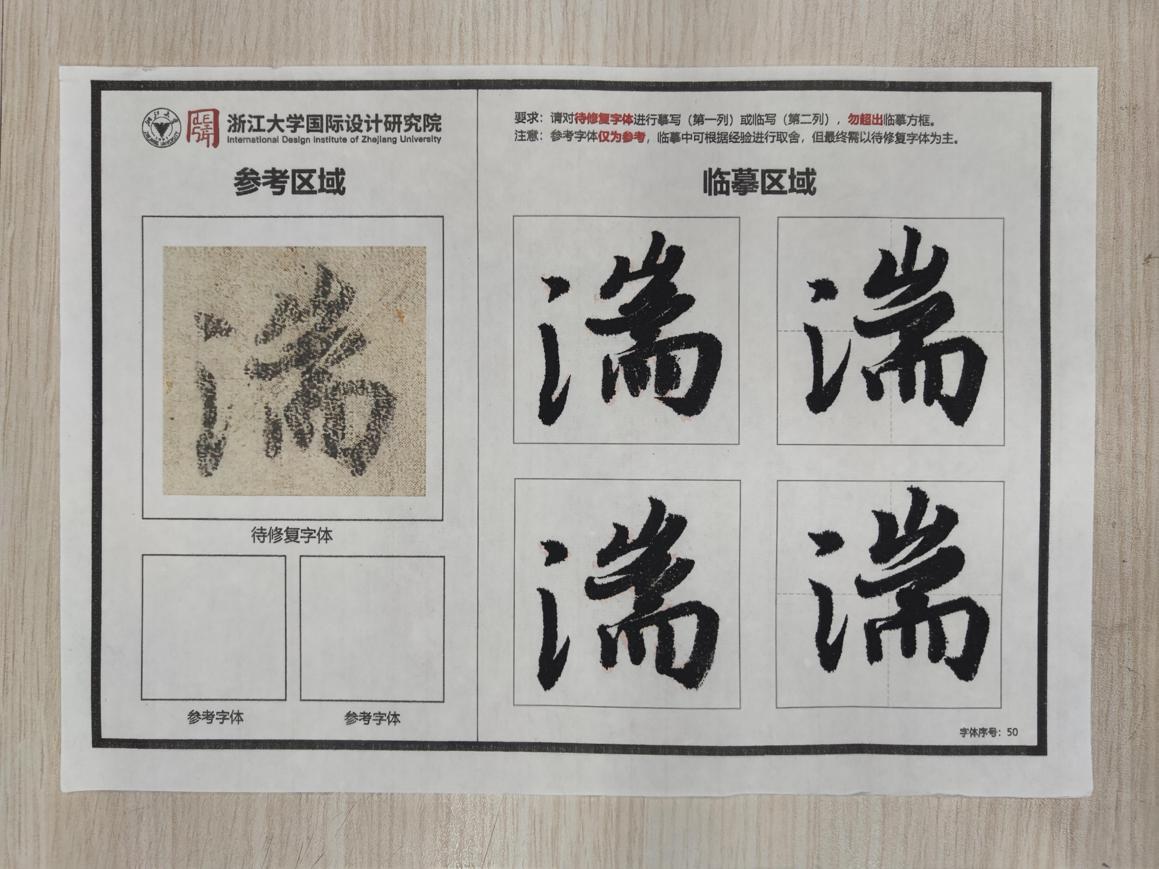 浙江大学国际设计研究院
International Design Institute of Zhejiang University
参考区域
湍
待修复字体
参考字体
参考字体
要求：请对待修复字体进行摹写（第一列）或临写（第二列），勿超出临摹方框。
注意：参考字体仅为参考，临摹中可根据经验进行取舍，但最终需以待修复字体为主。
临摹区域
湍 湍
湍 湍
字体序号：50